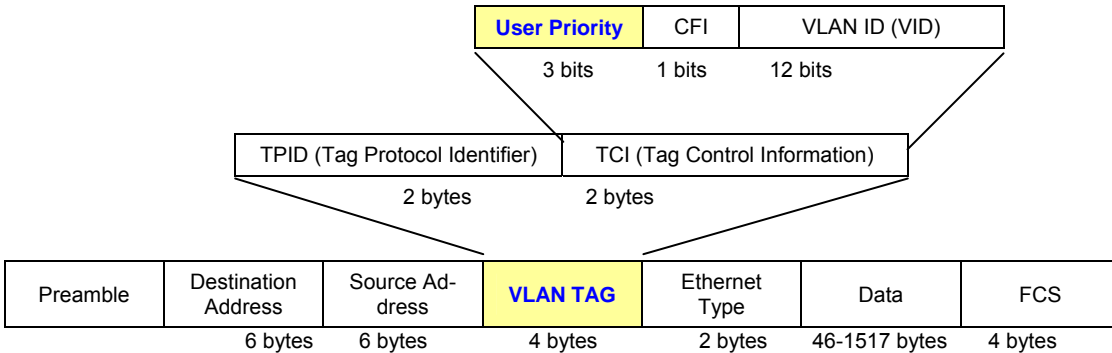 User Priority CFI VLAN ID (VID)
3 bits 1 bits 12 bits
TPID (Tag Protocol Identifier) TCI (Tag Control Information)
2 bytes 2 bytes
Preamble
Destination
Address
Source Ad-
dress
VLAN TAG
Ethernet
Type
Data
FCS
6 bytes 6 bytes 4 bytes 2 bytes 46-1517 bytes 4 bytes